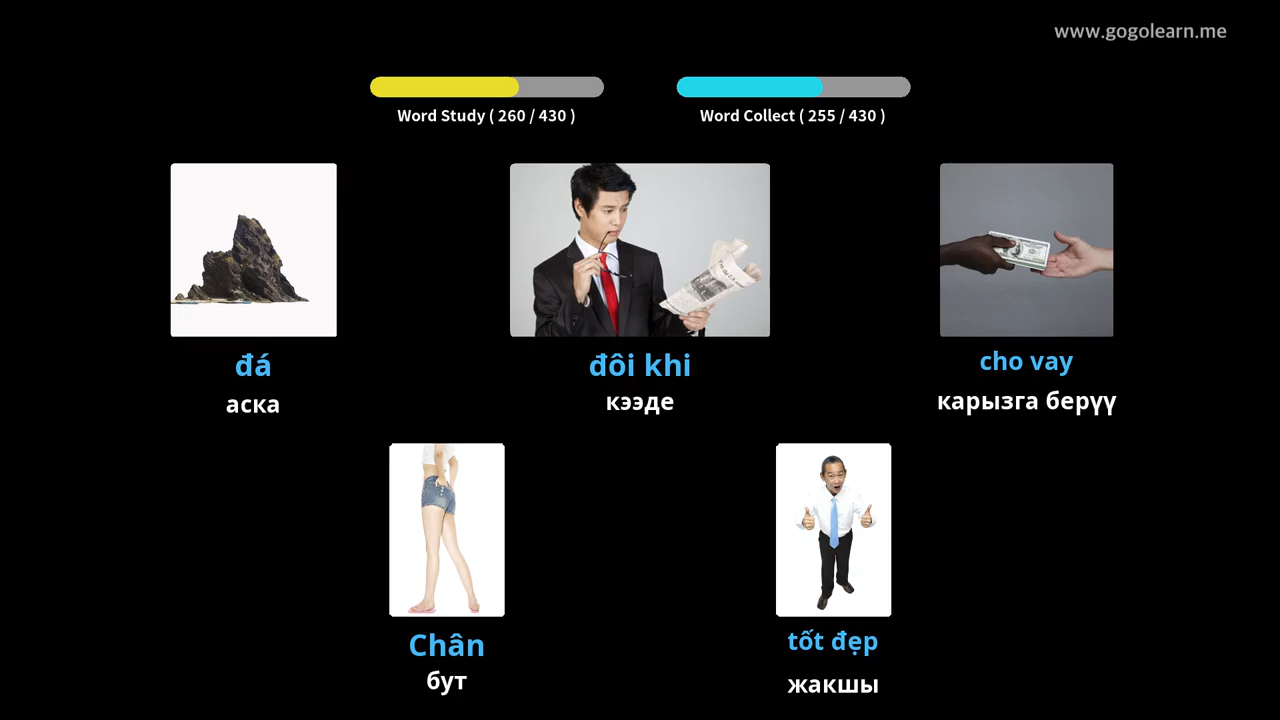 www.gogolearn.me
Word Study ( 260 / 430 )
Word Collect ( 255 / 430 )
đá
аска
đôi khi
кээде
cho vay
карызга берүү
Chân
бут
tốt đẹp
жакшы